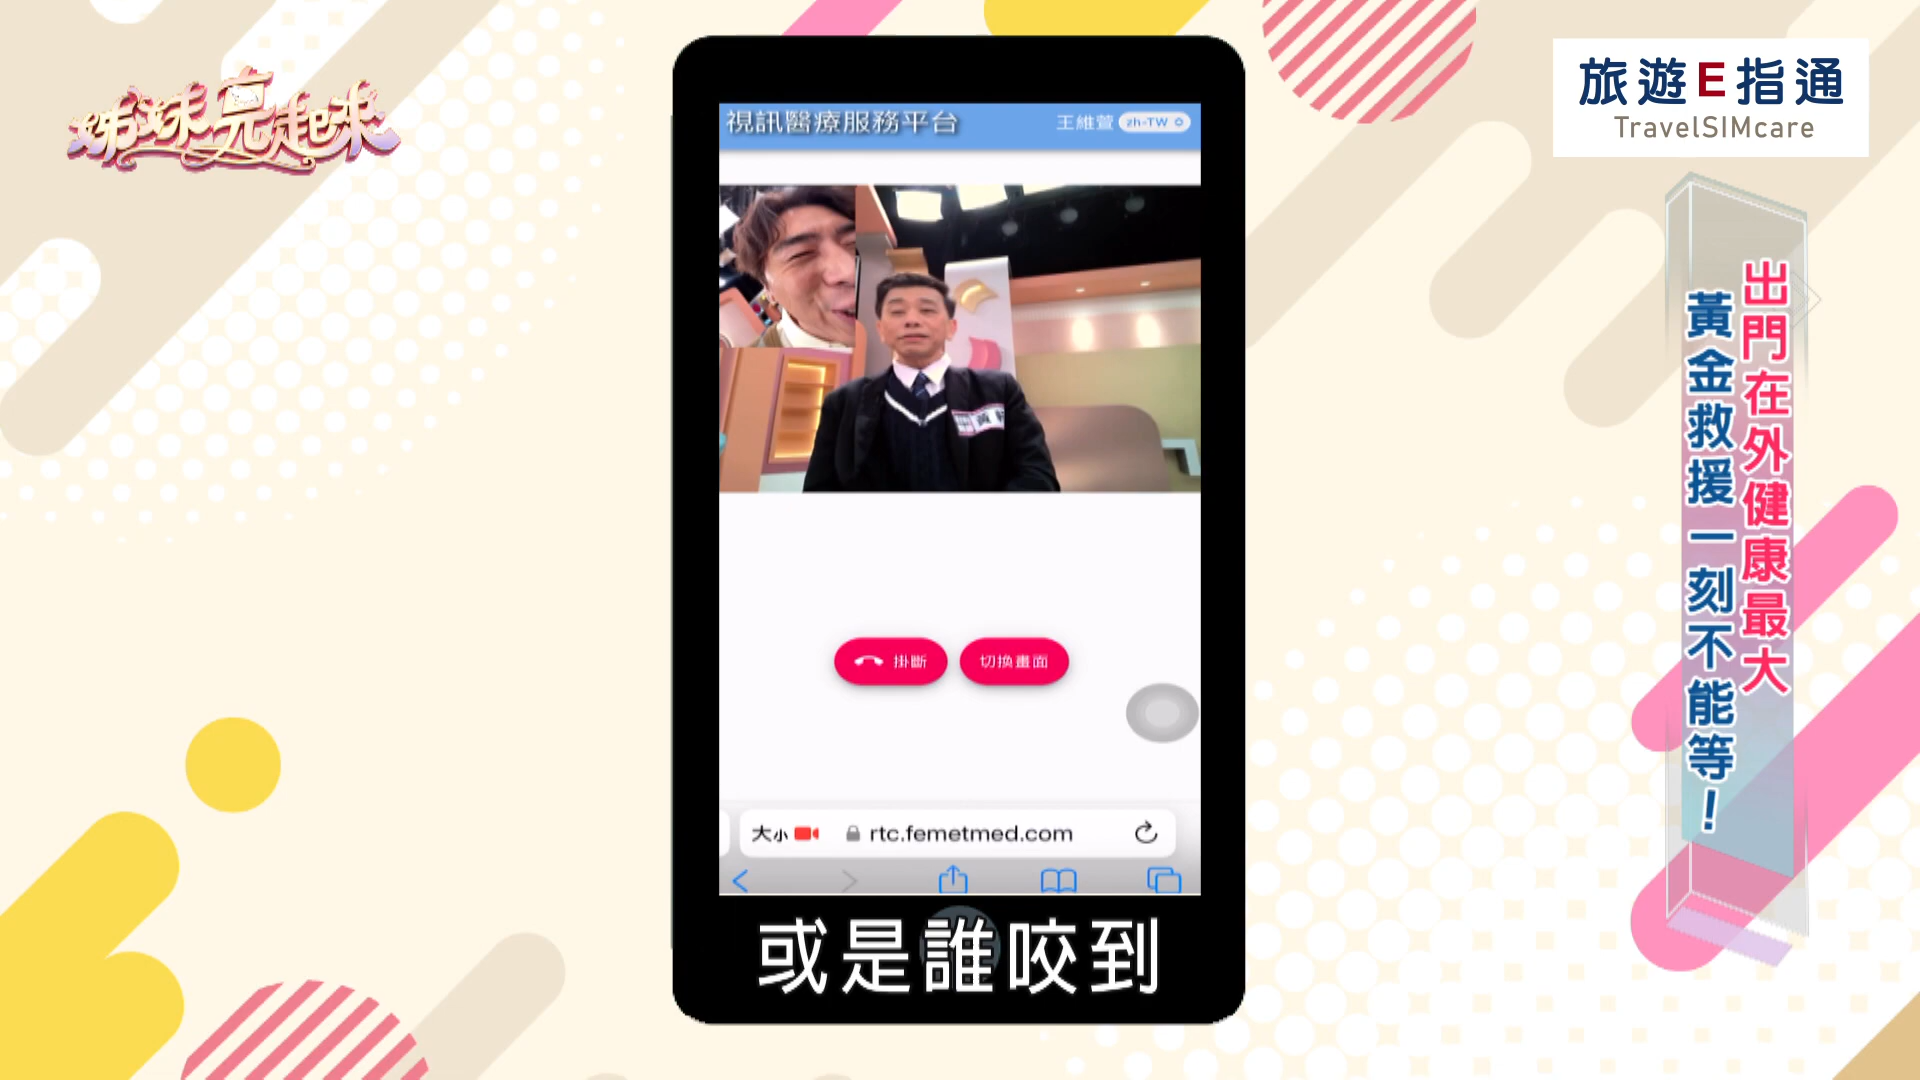 姊妹亮起來
旅遊E指通
TravelSIMcare
視訊醫療服務平台
王維萱 zh-TW
出門在外健康最大
黃金救援一刻不能等！
掛斷
切換畫面
大小 rtc.femetmed.com
或是誰咬到